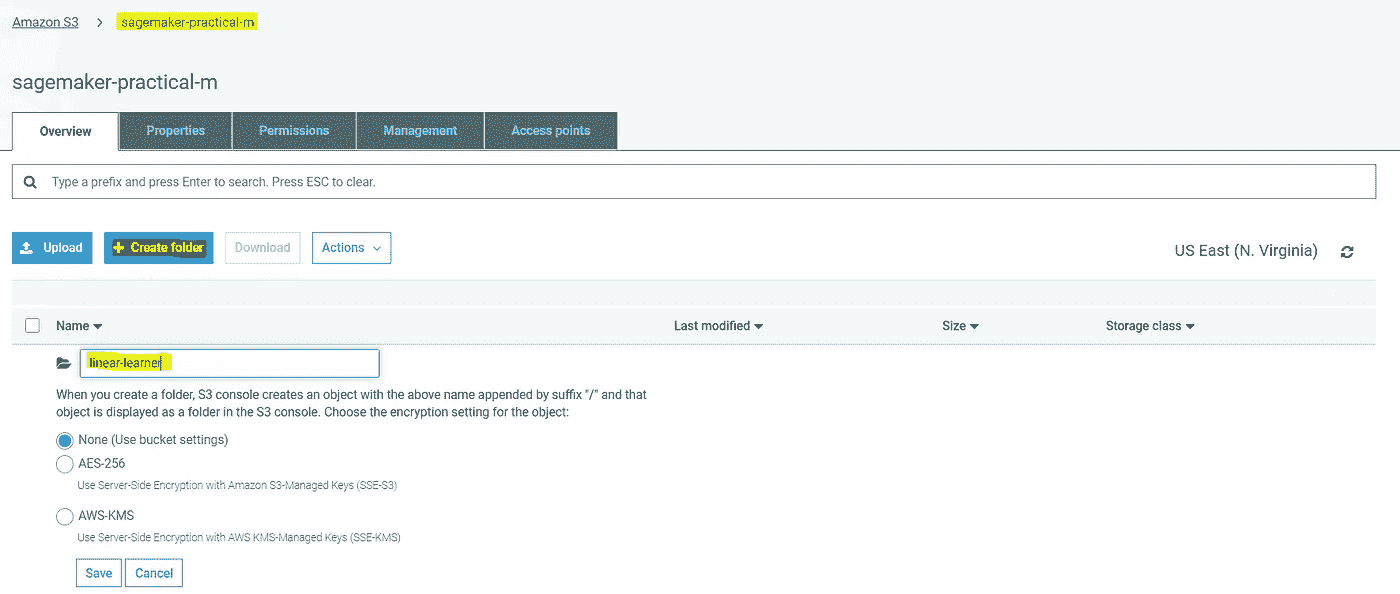 Amazon S3 > sagemaker-practical-m
sagemaker-practical-m
Overview Properties Permissions Management Access points
Type a prefix and press Enter to search. Press ESC to clear.
Upload + Create folder Download Actions US East (N. Virginia)
Name Last modified Size Storage class
linear-learner
When you create a folder, S3 console creates an object with the above name appended by suffix "/" and that
object is displayed as a folder in the S3 console. Choose the encryption setting for the object:
None (Use bucket settings)
AES-256
Use Server-Side Encryption with Amazon S3-Managed Keys (SSE-S3)
AWS-KMS
Use Server-Side Encryption with AWS KMS-Managed Keys (SSE-KMS)
Save Cancel